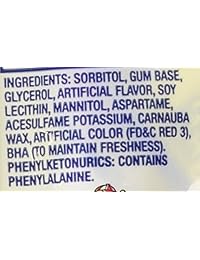 INGREDIENTS: SORBITOL, GUM BASE,
GLYCEROL, ARTIFICIAL FLAVOR, SOY
LECITHIN, MANNITOL, ASPARTAME,
ACESULFAME POTASSIUM, CARNAUBA
WAX, ARTIFICIAL COLOR (FD&C RED 3),
BHA (TO MAINTAIN FRESHNESS).
PHENYLKETONURICS: CONTAINS
PHENYLALANINE.